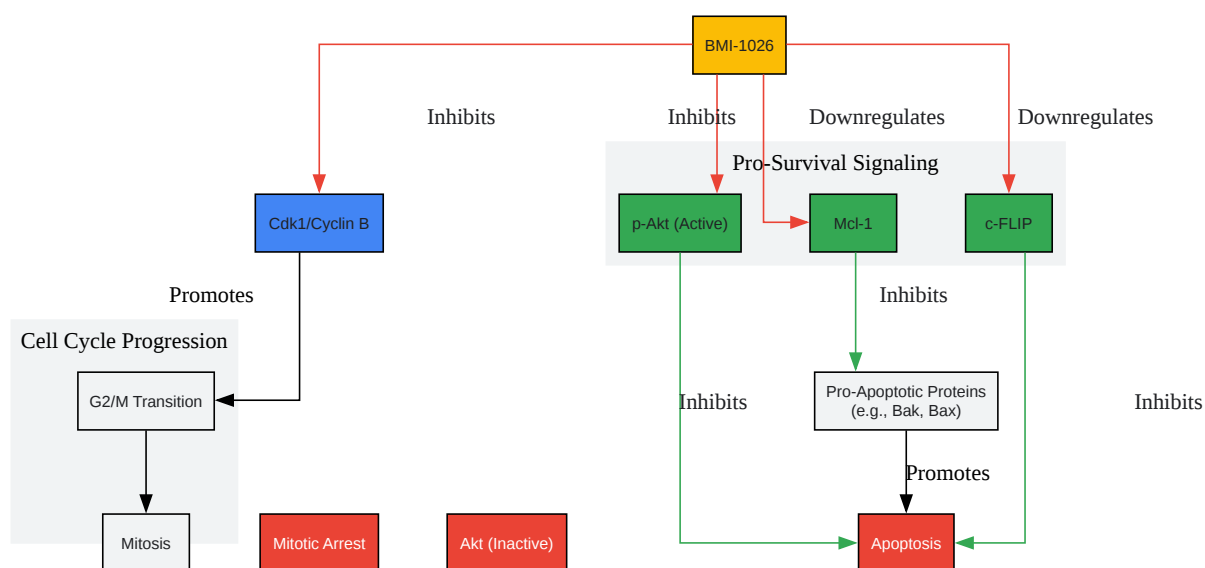 BMI-1026
Inhibits
Inhibits
Downregulates
Downregulates
Pro-Survival Signaling
Cdk1/Cyclin B
p-Akt (Active)
Mcl-1
c-FLIP
Promotes
Inhibits
Cell Cycle Progression
G2/M Transition
Inhibits
Pro-Apoptotic Proteins
(e.g., Bak, Bax)
Inhibits
Promotes
Mitosis
Mitotic Arrest
Akt (Inactive)
Apoptosis